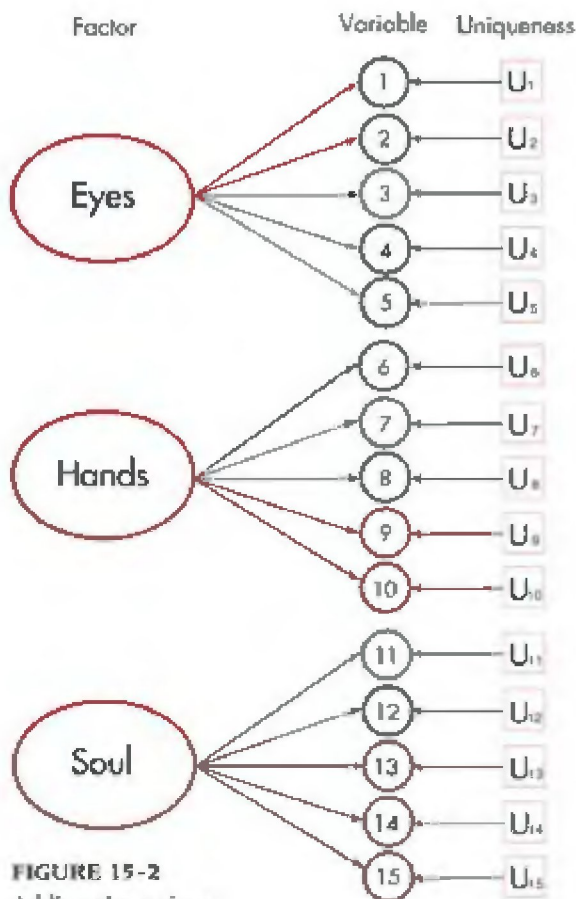 Factor Variable Uniqueness
1 U₁
2 U₂
Eyes 3 U₃
4 U₄
5 U₅
6 U₆
7 U₇
Hands 8 U₈
9 U₉
10 U₁₀
11 U₁₁
12 U₁₂
Soul 13 U₁₃
14 U₁₄
FIGURE 15-2
15 U₁₅